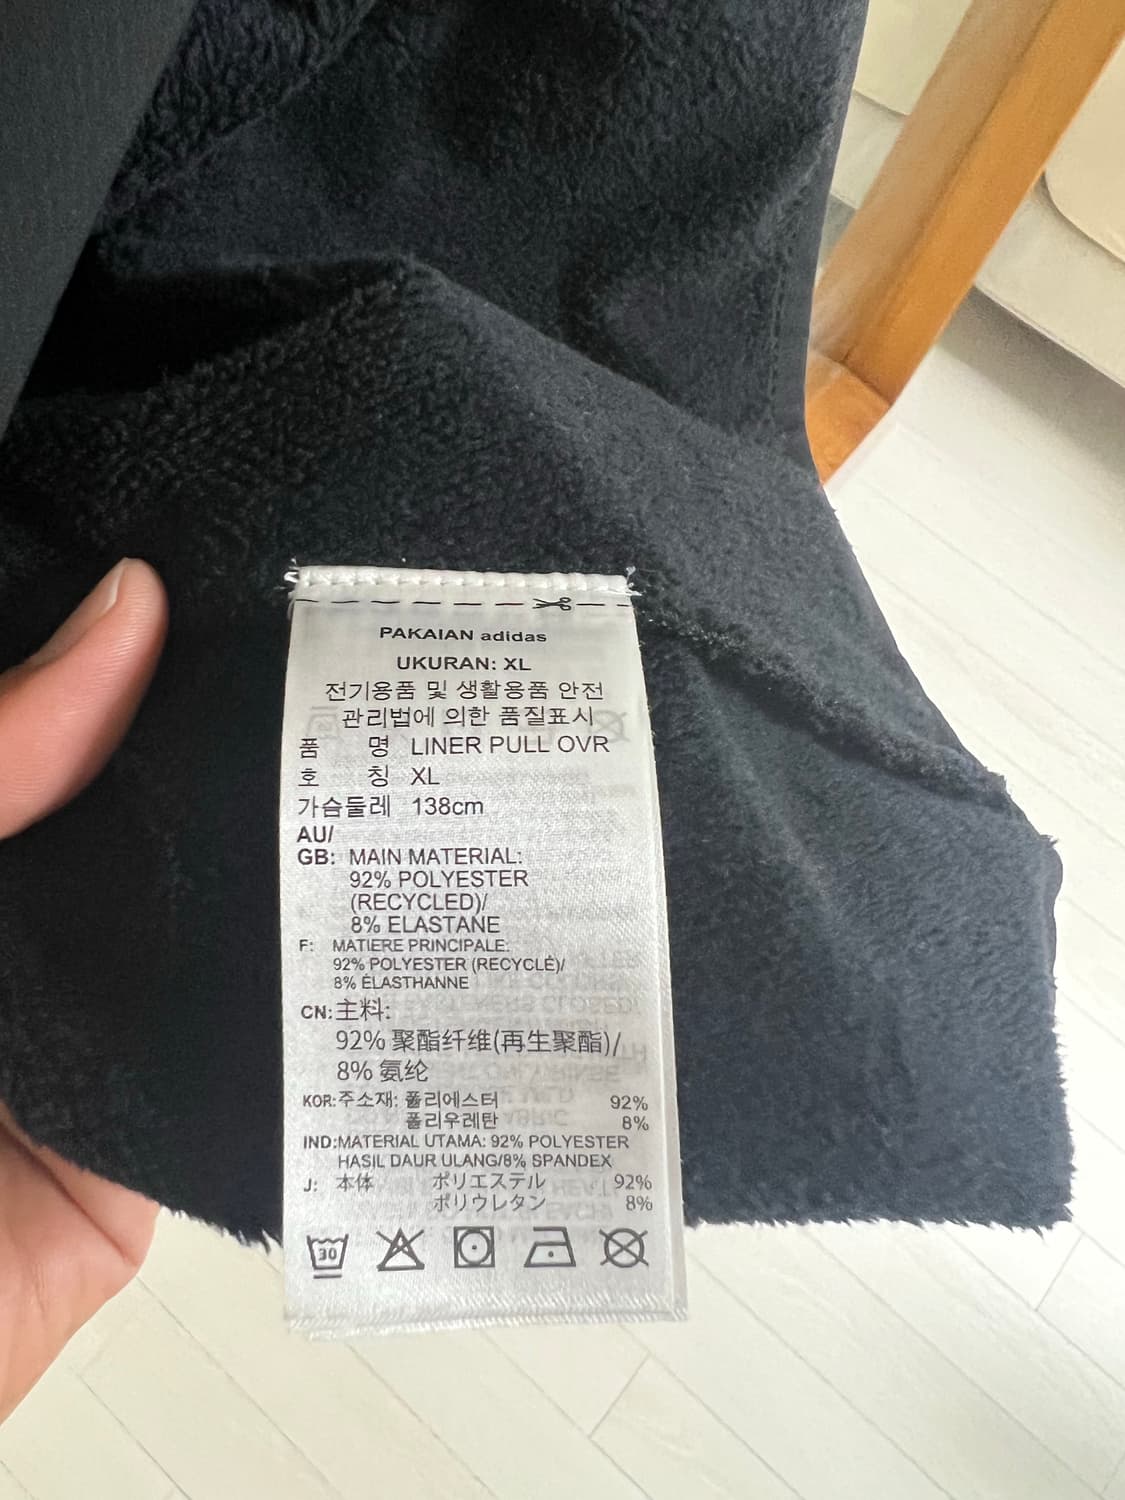 PAKAIAN adidas
UKURAN: XL
전기용품 및 생활용품 안전
관리법에 의한 품질표시
품 명 LINER PULL OVR
호 칭 XL
가슴둘레 138cm
AU/
GB: MAIN MATERIAL:
92% POLYESTER
(RECYCLED)/
8% ELASTANE
F: MATIERE PRINCIPALE:
92% POLYESTER (RECYCLÉ)/
8% ÉLASTHANNE
CN: 主料:
92% 聚酯纤维(再生聚酯)/
8% 氨纶
KOR: 주소재: 폴리에스터 92%
폴리우레탄 8%
IND: MATERIAL UTAMA: 92% POLYESTER
HASIL DAUR ULANG/8% SPANDEX
J: 本体 ポリエステル 92%
ポリウレタン 8%
30